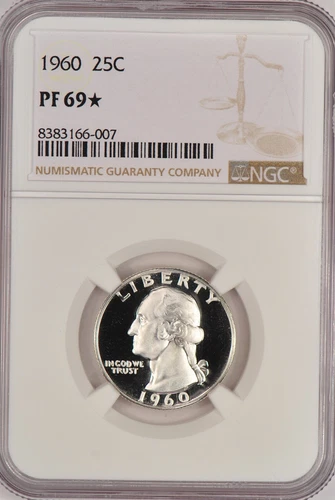 1960 25C
PF 69★
8383166-007
NUMISMATIC GUARANTY COMPANY NGC®
LIBERTY
IN GOD WE
TRUST
1960